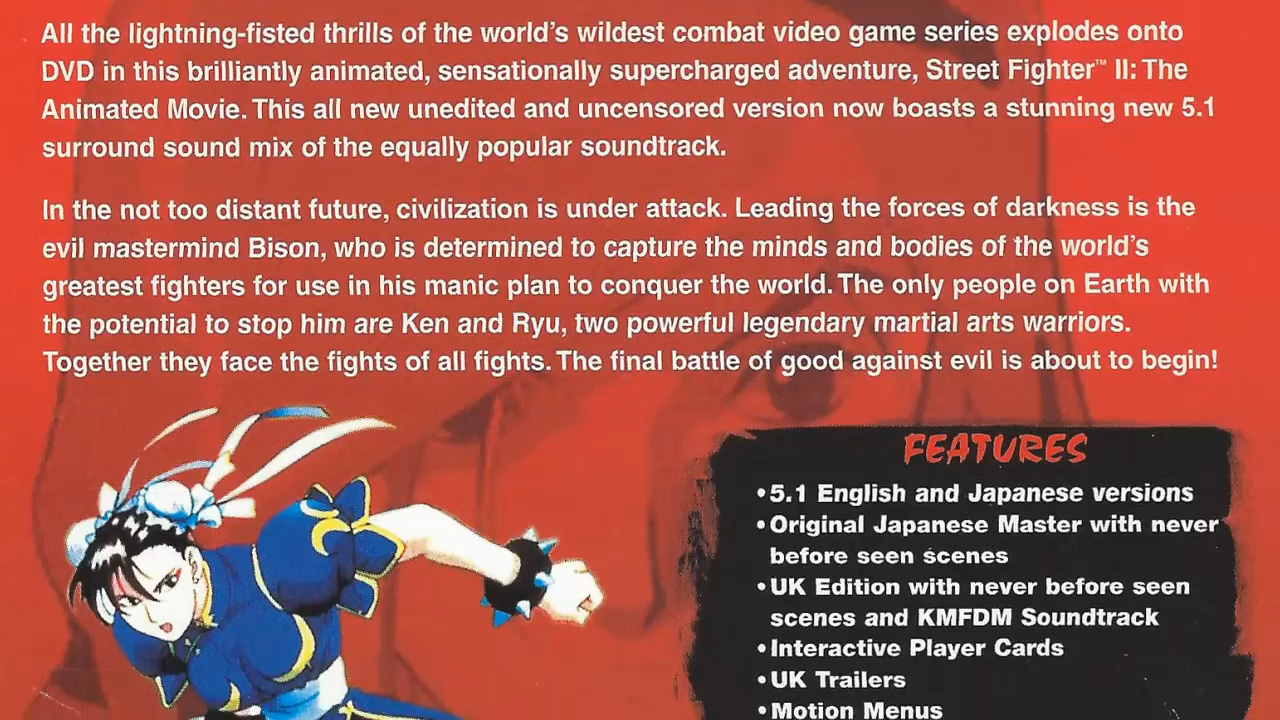 All the lightning-fisted thrills of the world's wildest combat video game series explodes onto
DVD in this brilliantly animated, sensationally supercharged adventure, Street Fighter™ II: The
Animated Movie. This all new unedited and uncensored version now boasts a stunning new 5.1
surround sound mix of the equally popular soundtrack.
In the not too distant future, civilization is under attack. Leading the forces of darkness is the
evil mastermind Bison, who is determined to capture the minds and bodies of the world's
greatest fighters for use in his manic plan to conquer the world. The only people on Earth with
the potential to stop him are Ken and Ryu, two powerful legendary martial arts warriors.
Together they face the fights of all fights. The final battle of good against evil is about to begin!
FEATURES
•5.1 English and Japanese versions
•Original Japanese Master with never
before seen scenes
•UK Edition with never before seen
scenes and KMFDM Soundtrack
•Interactive Player Cards
•UK Trailers
•Motion Menus